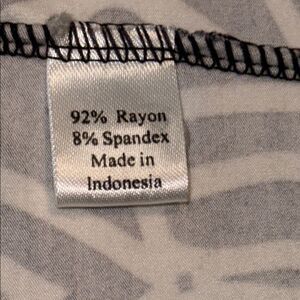 92% Rayon
8% Spandex
Made in
Indonesia